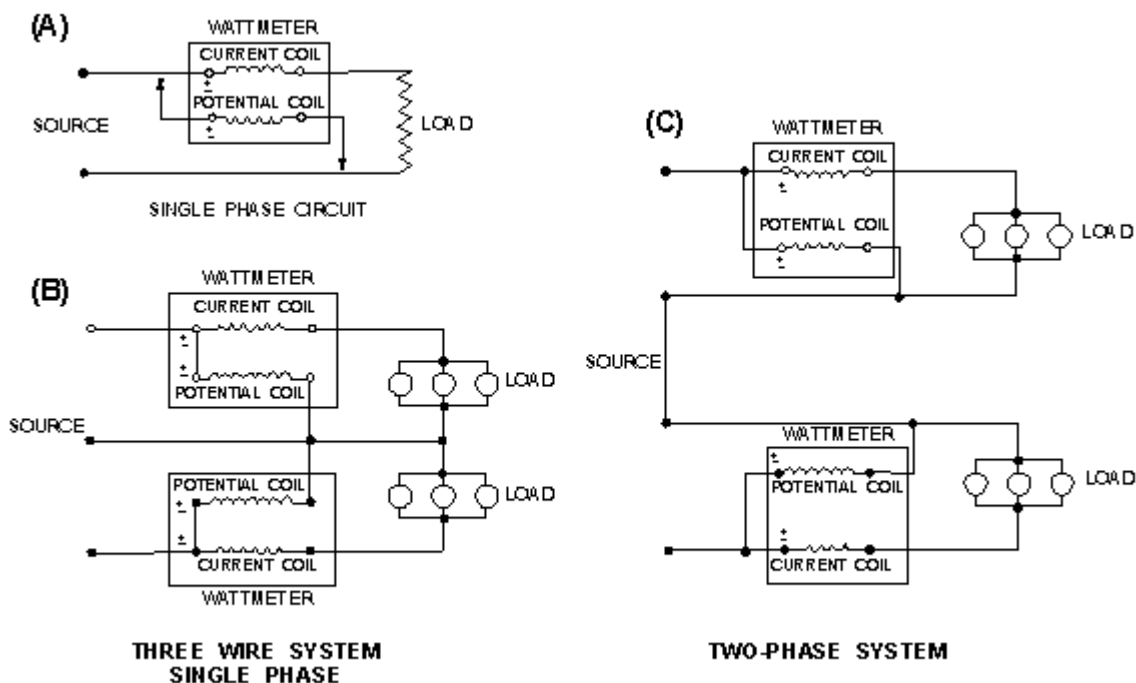 (A)
WATTMETER
CURRENT COIL
±
POTENTIAL COIL
±
SOURCE
LOAD
SINGLE PHASE CIRCUIT
(B)
WATTMETER
CURRENT COIL
±
±
POTENTIAL COIL
LOAD
SOURCE
POTENTIAL COIL
±
±
CURRENT COIL
WATTMETER
LOAD
THREE WIRE SYSTEM
SINGLE PHASE
(C)
WATTMETER
CURRENT COIL
±
POTENTIAL COIL
±
LOAD
SOURCE
WATTMETER
±
POTENTIAL COIL
±
CURRENT COIL
LOAD
TWO-PHASE SYSTEM